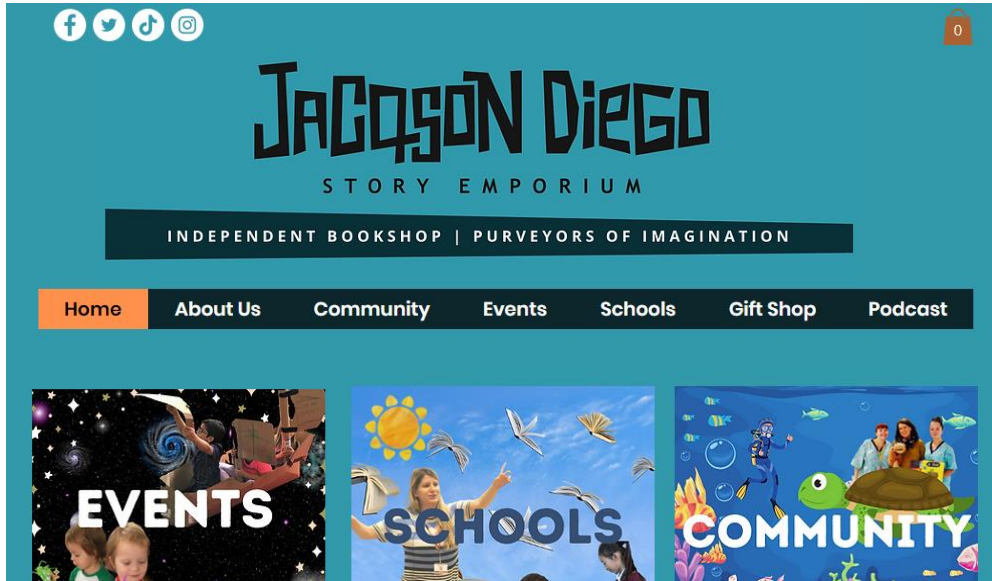 0
JACQSON DIEGO
STORY EMPORIUM
INDEPENDENT BOOKSHOP | PURVEYORS OF IMAGINATION
Home About Us Community Events Schools Gift Shop Podcast
EVENTS SCHOOLS COMMUNITY